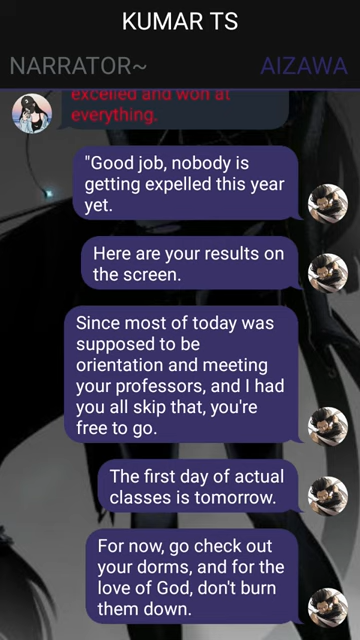 KUMAR TS
NARRATOR~
AIZAWA
excelled and won at
everything.
"Good job, nobody is
getting expelled this year
yet.
Here are your results on
the screen.
Since most of today was
supposed to be
orientation and meeting
your professors, and I had
you all skip that, you're
free to go.
The first day of actual
classes is tomorrow.
For now, go check out
your dorms, and for the
love of God, don't burn
them down.